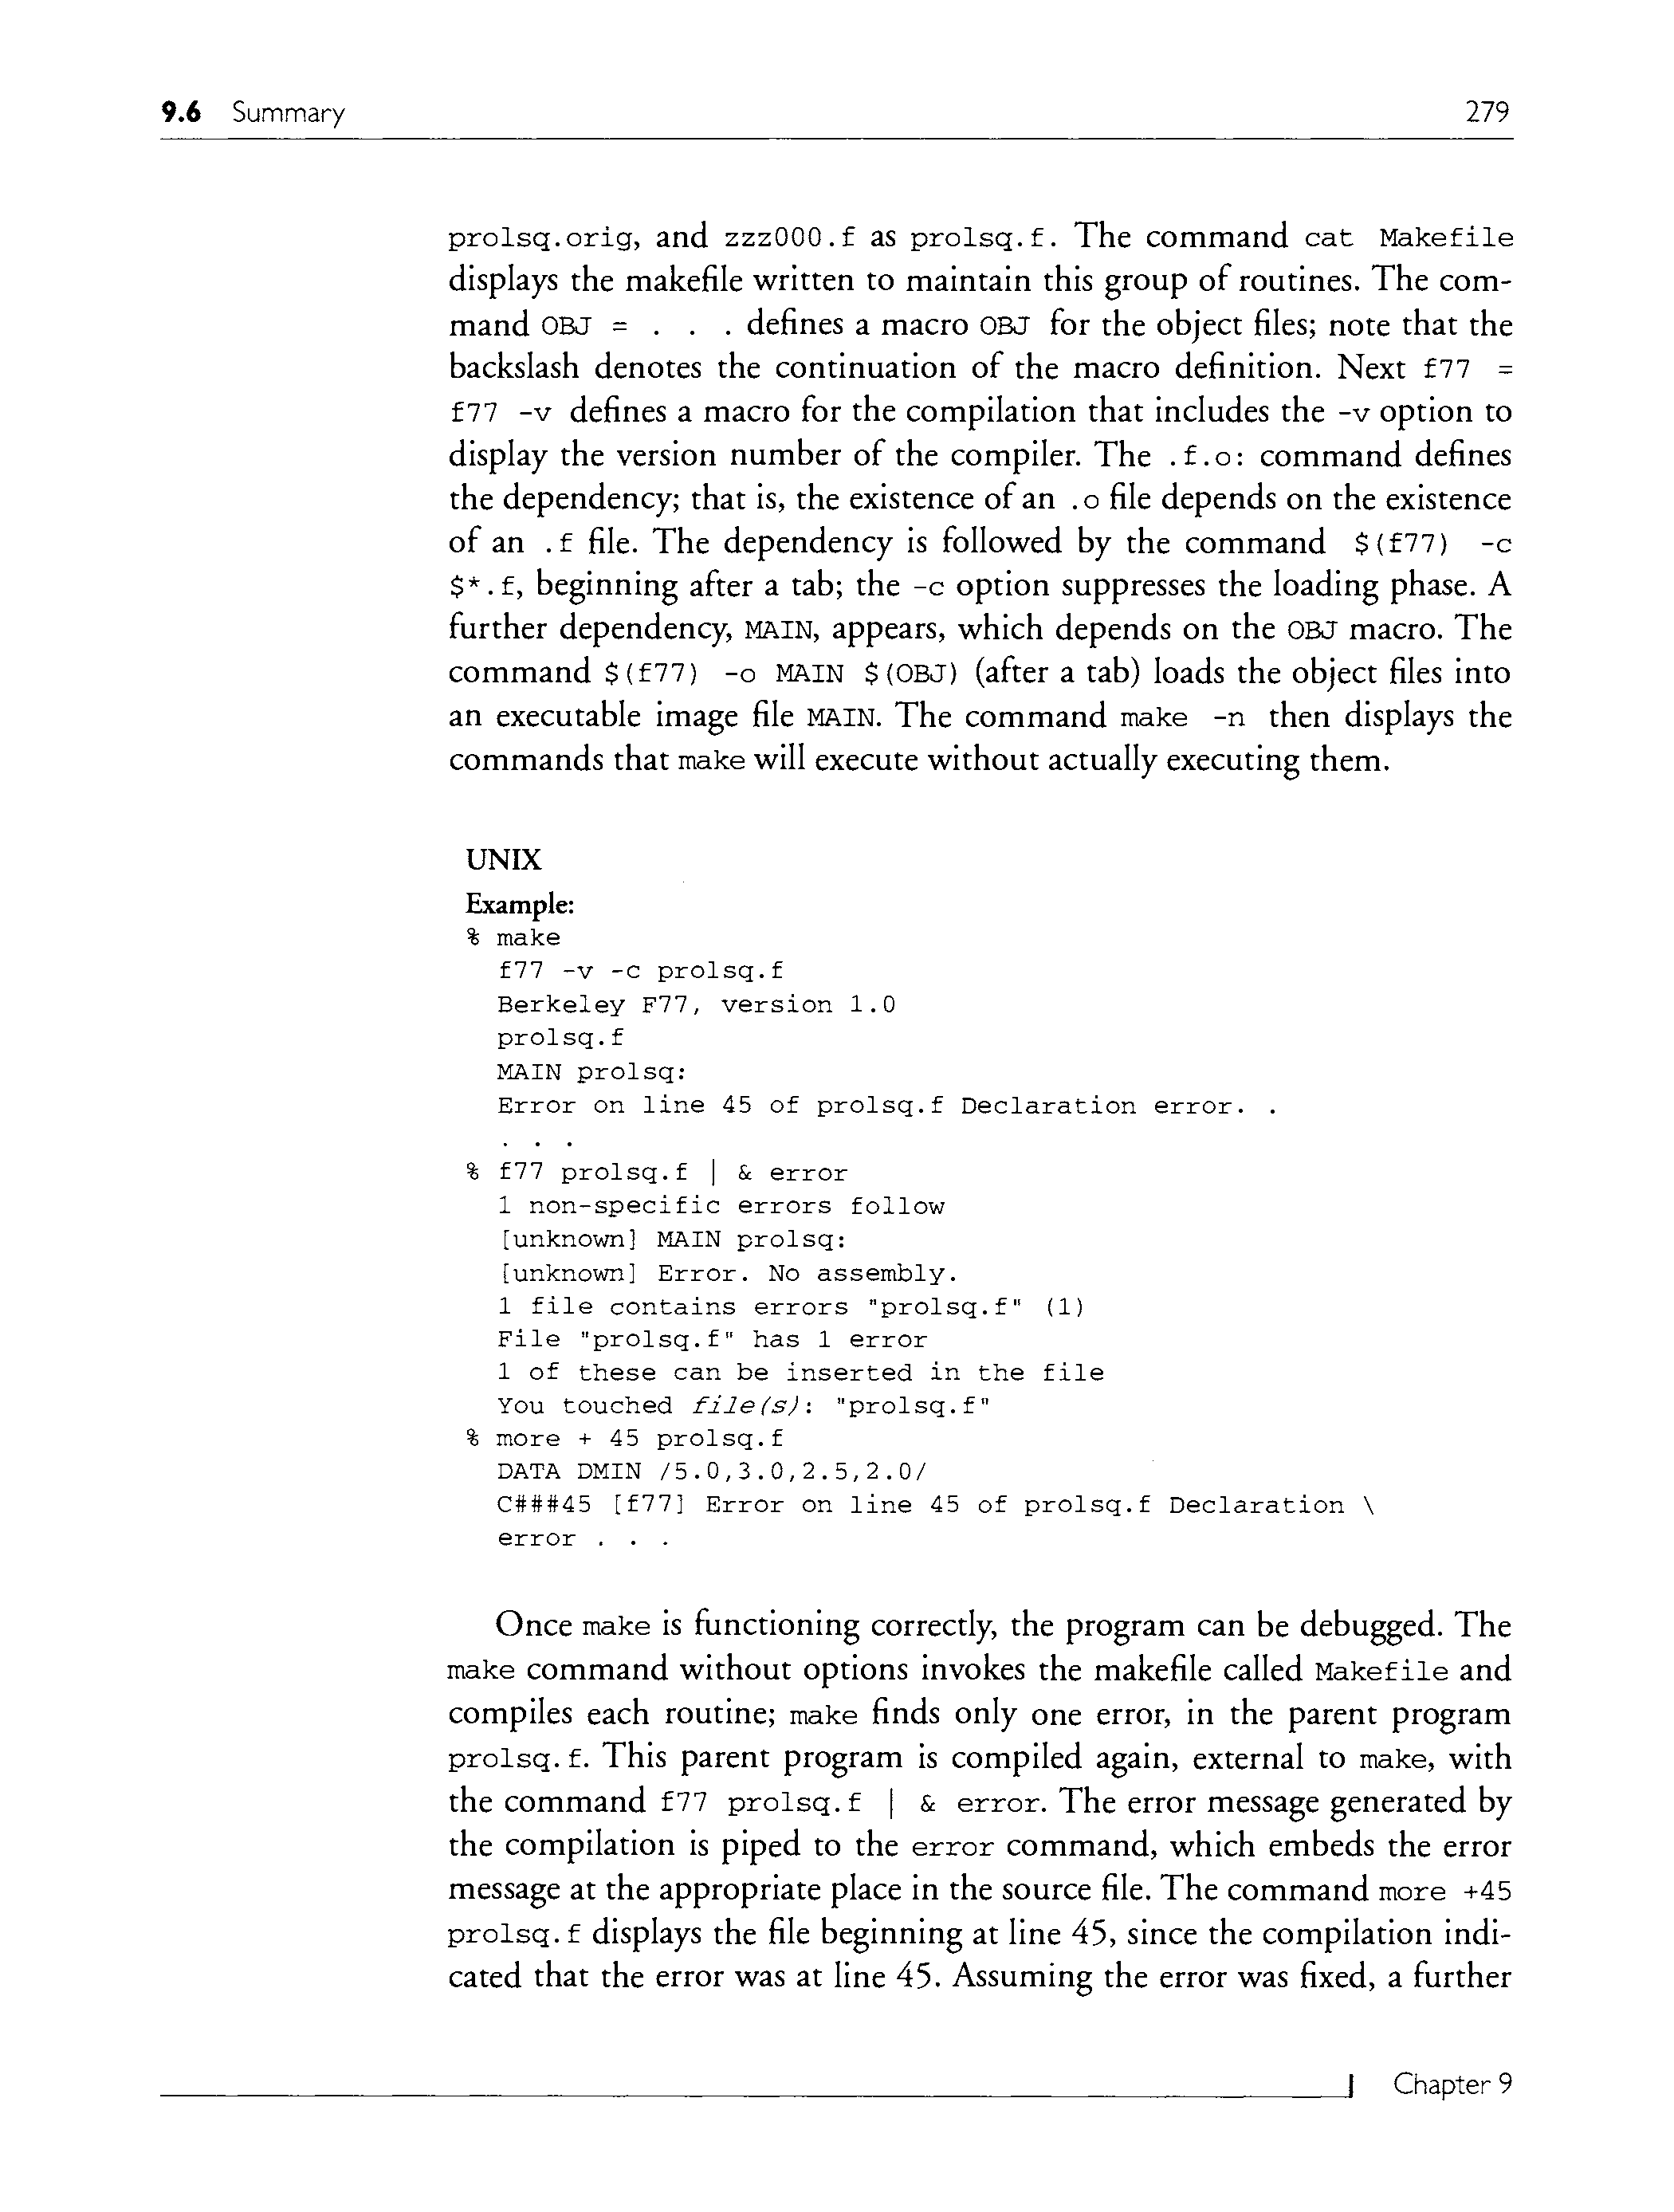 9.6 Summary 279
prolsq.orig, and zzz000.f as prolsq.f. The command cat Makefile
displays the makefile written to maintain this group of routines. The com-
mand OBJ = . . . defines a macro OBJ for the object files; note that the
backslash denotes the continuation of the macro definition. Next f77 =
f77 -v defines a macro for the compilation that includes the -v option to
display the version number of the compiler. The .f.o: command defines
the dependency; that is, the existence of an .o file depends on the existence
of an .f file. The dependency is followed by the command $(f77) -c
$*.f, beginning after a tab; the -c option suppresses the loading phase. A
further dependency, MAIN, appears, which depends on the OBJ macro. The
command $(f77) -o MAIN $(OBJ) (after a tab) loads the object files into
an executable image file MAIN. The command make -n then displays the
commands that make will execute without actually executing them.
UNIX
Example:
% make
f77 -v -c prolsq.f
Berkeley F77, version 1.0
prolsq.f
MAIN prolsq:
Error on line 45 of prolsq.f Declaration error. .
. . .
% f77 prolsq.f | & error
1 non-specific errors follow
[unknown] MAIN prolsq:
[unknown] Error. No assembly.
1 file contains errors "prolsq.f" (1)
File "prolsq.f" has 1 error
1 of these can be inserted in the file
You touched file(s): "prolsq.f"
% more + 45 prolsq.f
DATA DMIN /5.0,3.0,2.5,2.0/
C###45 [f77] Error on line 45 of prolsq.f Declaration \
error . . .
Once make is functioning correctly, the program can be debugged. The
make command without options invokes the makefile called Makefile and
compiles each routine; make finds only one error, in the parent program
prolsq.f. This parent program is compiled again, external to make, with
the command f77 prolsq.f | & error. The error message generated by
the compilation is piped to the error command, which embeds the error
message at the appropriate place in the source file. The command more +45
prolsq.f displays the file beginning at line 45, since the compilation indi-
cated that the error was at line 45. Assuming the error was fixed, a further
Chapter 9